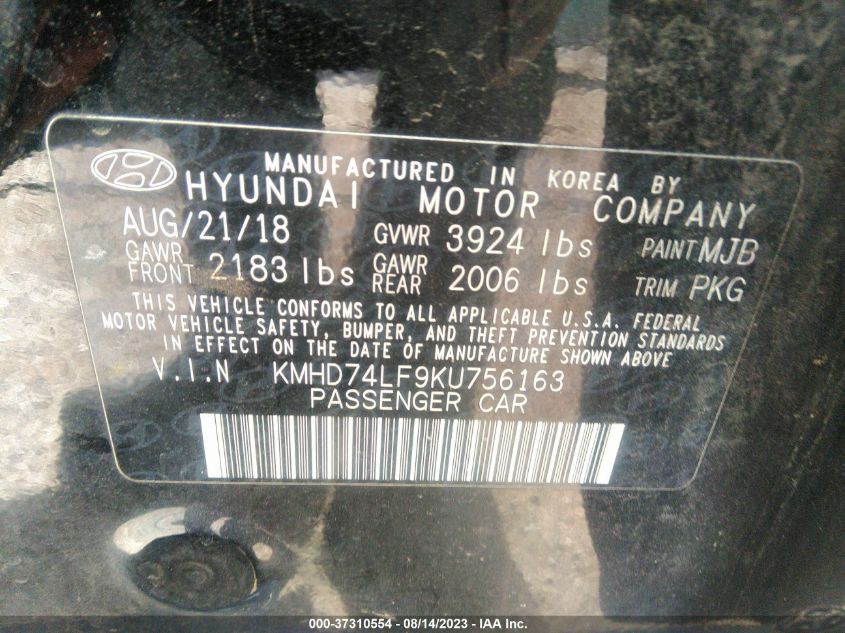 MANUFACTURED IN KOREA BY
HYUNDAI MOTOR COMPANY
AUG/21/18 GVWR 3924 lbs PAINT MJB
GAWR FRONT 2183 lbs GAWR REAR 2006 lbs TRIM PKG
THIS VEHICLE CONFORMS TO ALL APPLICABLE U.S.A. FEDERAL
MOTOR VEHICLE SAFETY, BUMPER, AND THEFT PREVENTION STANDARDS
IN EFFECT ON THE DATE OF MANUFACTURE SHOWN ABOVE
V.I.N KMHD74LF9KU756163
PASSENGER CAR
000-37310554 - 08/14/2023 - IAA Inc.